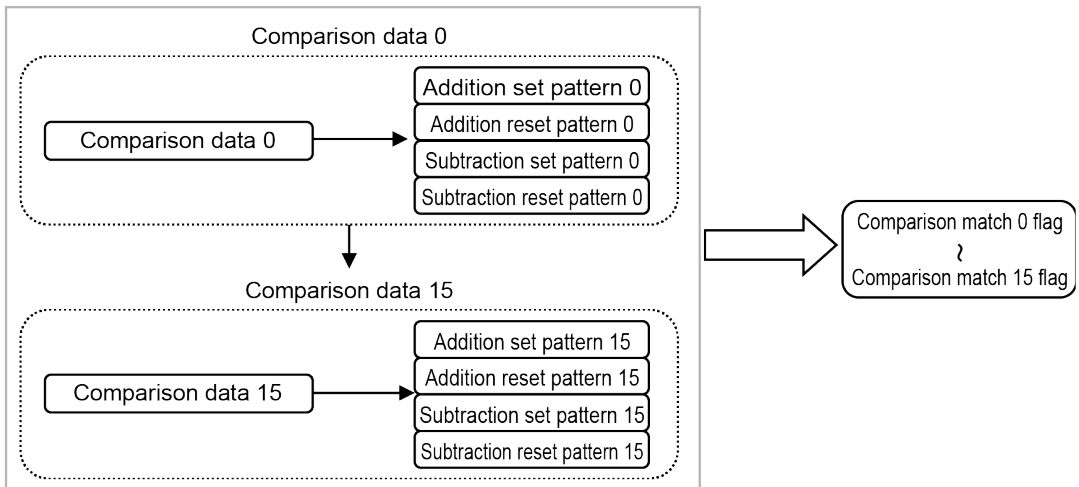 Comparison data 0
Comparison data 0
Addition set pattern 0
Addition reset pattern 0
Subtraction set pattern 0
Subtraction reset pattern 0
Comparison data 15
Comparison data 15
Addition set pattern 15
Addition reset pattern 15
Subtraction set pattern 15
Subtraction reset pattern 15
Comparison match 0 flag
~
Comparison match 15 flag